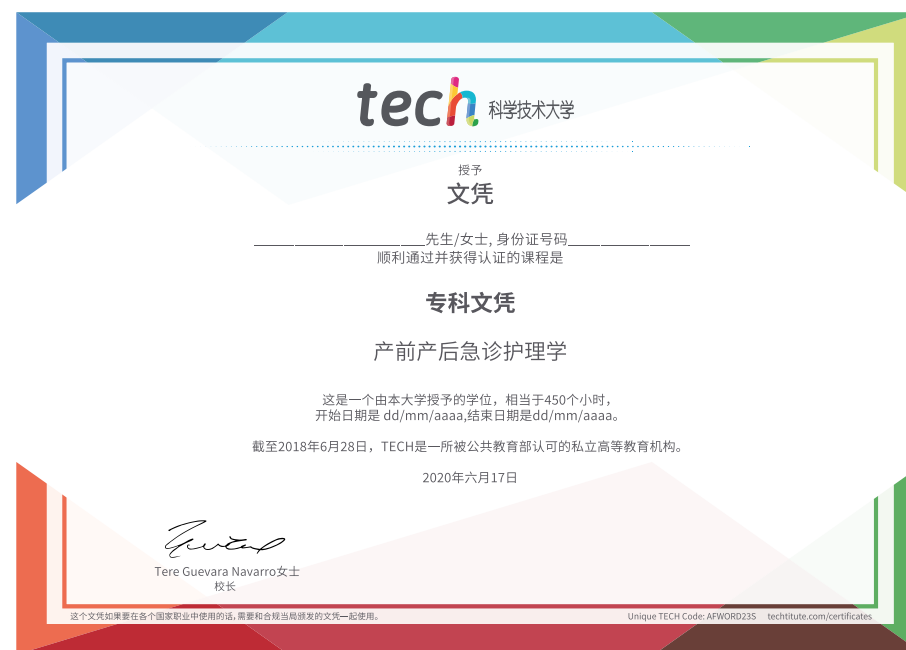 tech 科学技术大学
授予
文凭
先生/女士, 身份证号码
顺利通过并获得认证的课程是
专科文凭
产前产后急诊护理学
这是一个由本大学授予的学位，相当于450个小时，
开始日期是 dd/mm/aaaa,结束日期是dd/mm/aaaa。
截至2018年6月28日，TECH是一所被公共教育部认可的私立高等教育机构。
2020年六月17日
Tere Guevara Navarro女士
校长
这个文凭如果要在各个国家职业中使用的话,需要和合规当局颁发的文凭一起使用。
Unique TECH Code: AFWORD23S techtitute.com/certificates